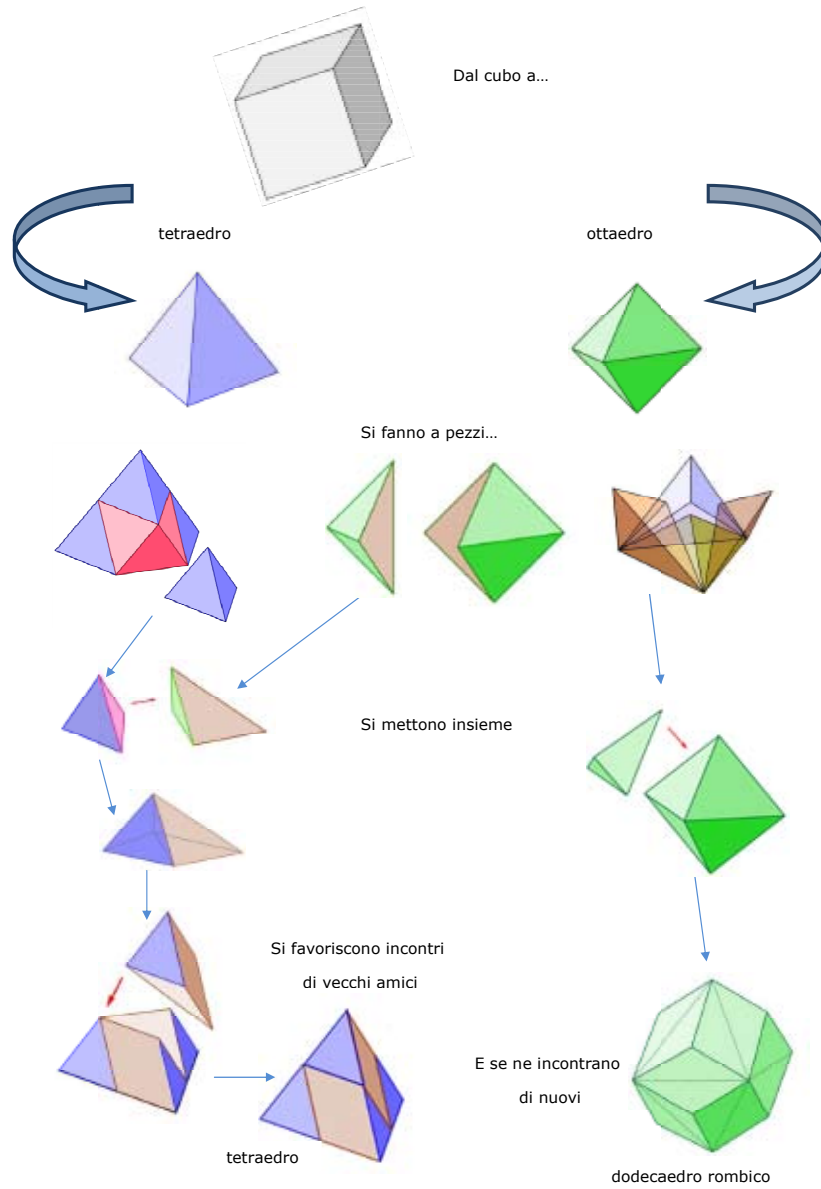 Dal cubo a…
tetraedro
ottaedro
Si fanno a pezzi…
Si mettono insieme
Si favoriscono incontri
di vecchi amici
E se ne incontrano
di nuovi
tetraedro
dodecaedro rombico